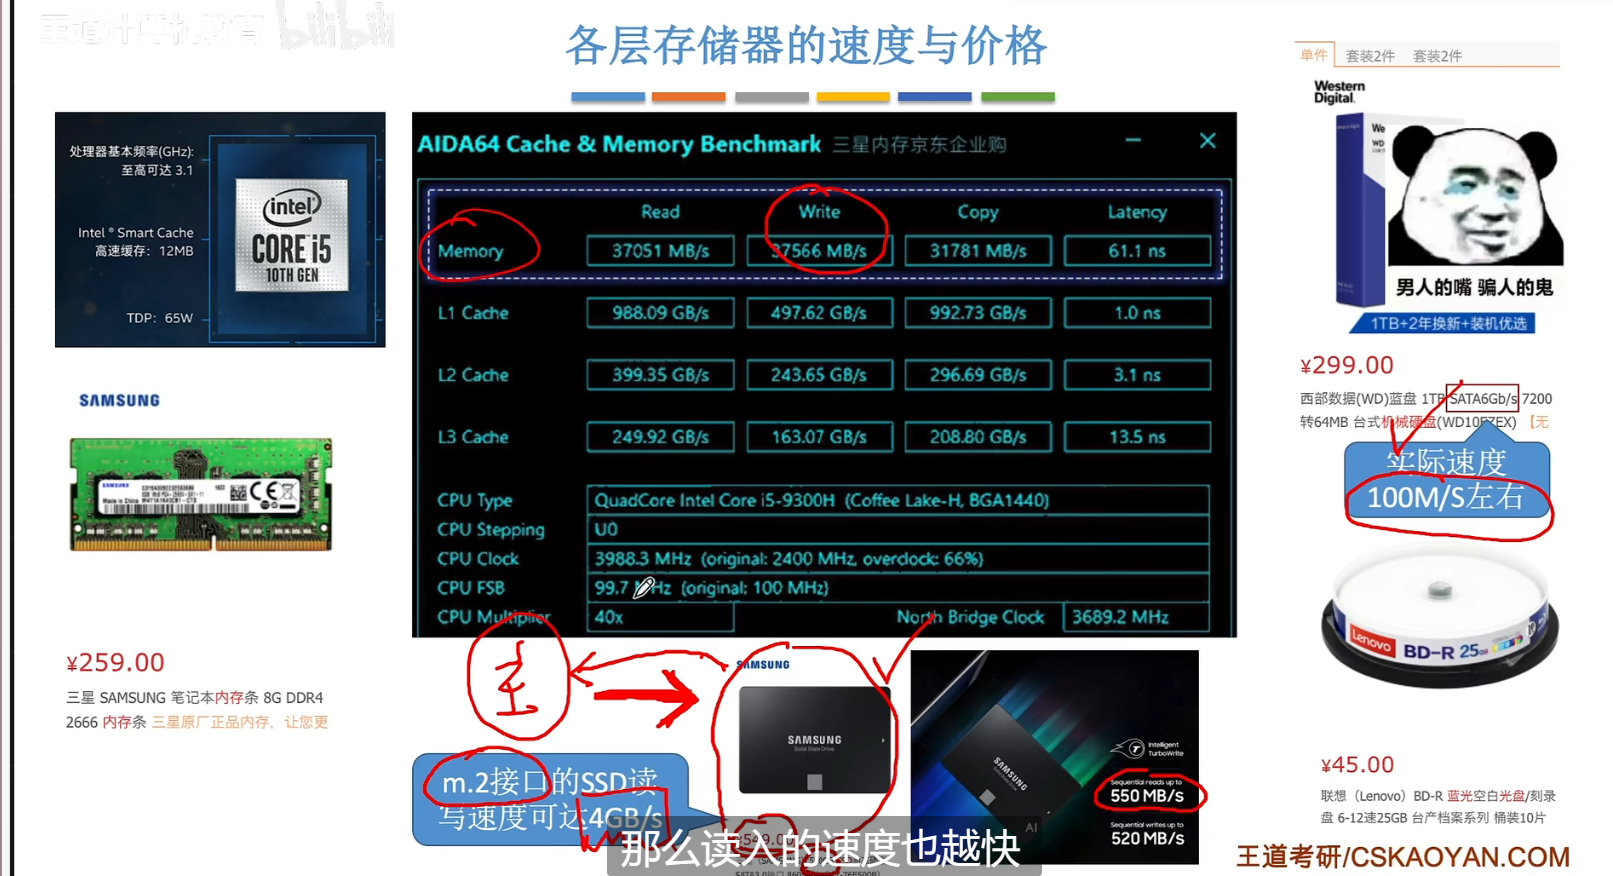 王道计算机教育 bilibili
各层存储器的速度与价格
处理器基本频率(GHz):
至高可达 3.1
Intel® Smart Cache
高速缓存：12MB
TDP：65W
intel
CORE i5
10TH GEN
SAMSUNG
¥259.00
三星 SAMSUNG 笔记本内存条 8G DDR4
2666 内存条 三星原厂正品内存，让您更
AIDA64 Cache & Memory Benchmark 三星内存京东企业购
Read Write Copy Latency
Memory 37051 MB/s 37566 MB/s 31781 MB/s 61.1 ns
L1 Cache 988.09 GB/s 497.62 GB/s 992.73 GB/s 1.0 ns
L2 Cache 399.35 GB/s 243.65 GB/s 296.69 GB/s 3.1 ns
L3 Cache 249.92 GB/s 163.07 GB/s 208.80 GB/s 13.5 ns
CPU Type QuadCore Intel Core i5-9300H (Coffee Lake-H, BGA1440)
CPU Stepping U0
CPU Clock 3988.3 MHz (original: 2400 MHz, overclock: 66%)
CPU FSB 99.7 MHz (original: 100 MHz)
CPU Multiplier 40x North Bridge Clock 3689.2 MHz
主
m.2接口的SSD读
写速度可达4GB/s
SAMSUNG
SAMSUNG
Solid State Drive
¥549.00
SAMSUNG
Intelligent
TurboWrite
Sequential reads up to
550 MB/s
Sequential writes up to
520 MB/s
AI
那么读入的速度也越快
单件 套装2件 套装2件
Western
Digital.
We
WD
男人的嘴 骗人的鬼
1TB+2年换新+装机优选
¥299.00
西部数据(WD)蓝盘 1TB SATA6Gb/s 7200
转64MB 台式机械硬盘(WD10EZEX) 【无
实际速度
100M/S左右
Lenovo BD-R 25GB
¥45.00
联想（Lenovo）BD-R 蓝光空白光盘/刻录
盘 6-12速25GB 台产档案系列 桶装10片
王道考研/CSKAOYAN.COM